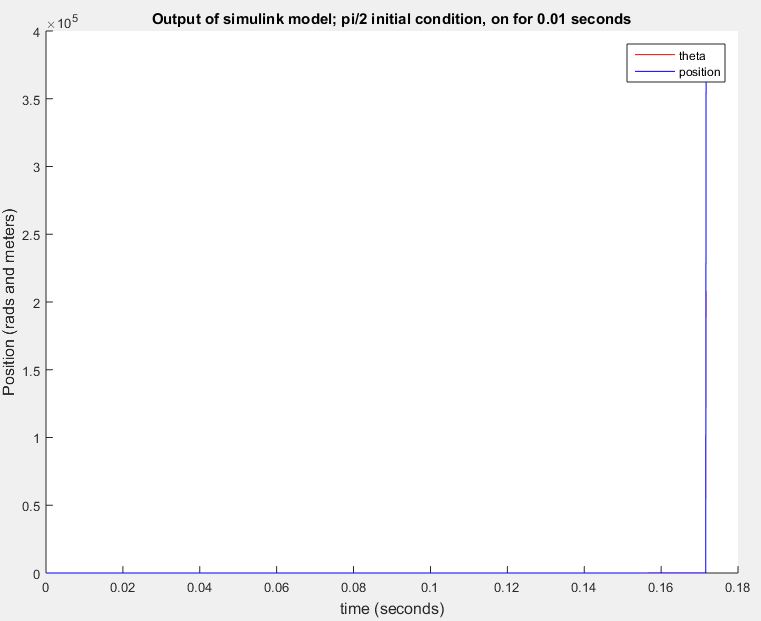 Output of simulink model; pi/2 initial condition, on for 0.01 seconds
×10⁵
theta
position
4
3.5
3
2.5
2
1.5
1
0.5
0
Position (rads and meters)
0 0.02 0.04 0.06 0.08 0.1 0.12 0.14 0.16 0.18
time (seconds)